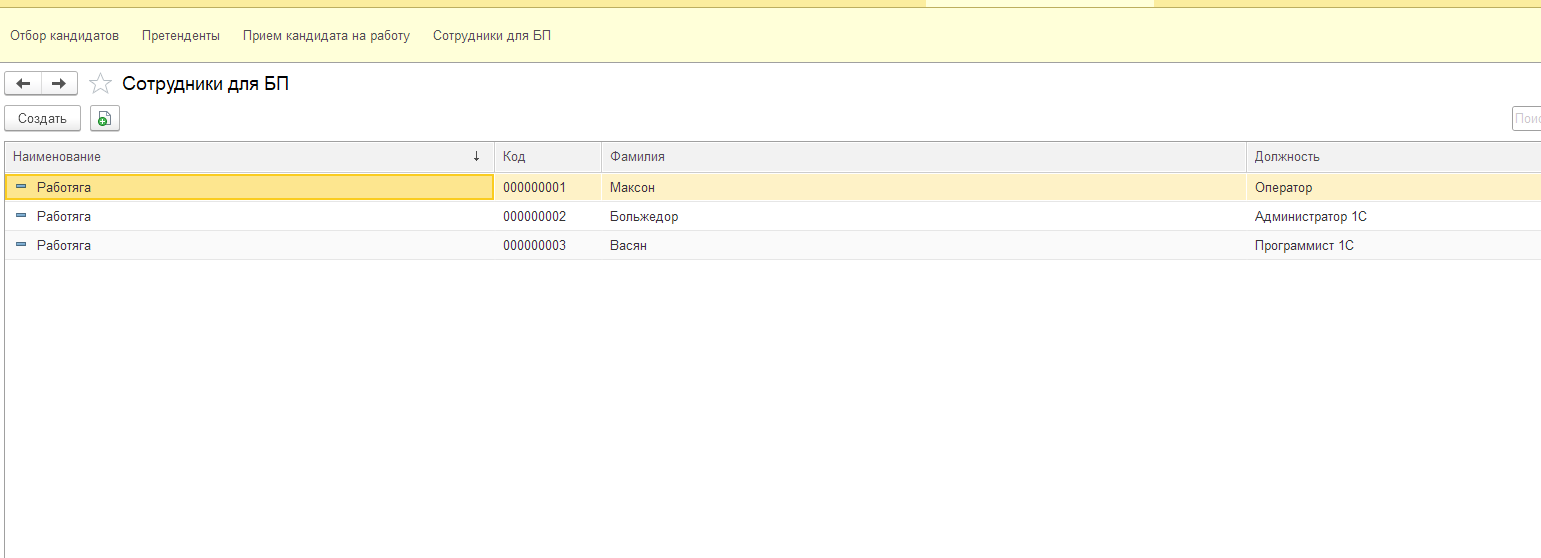 Отбор кандидатов Претенденты Прием кандидата на работу Сотрудники для БП
Сотрудники для БП
Создать
Наименование ↓ Код Фамилия Должность
Работяга 000000001 Максон Оператор
Работяга 000000002 Больжедор Администратор 1С
Работяга 000000003 Васян Программист 1С